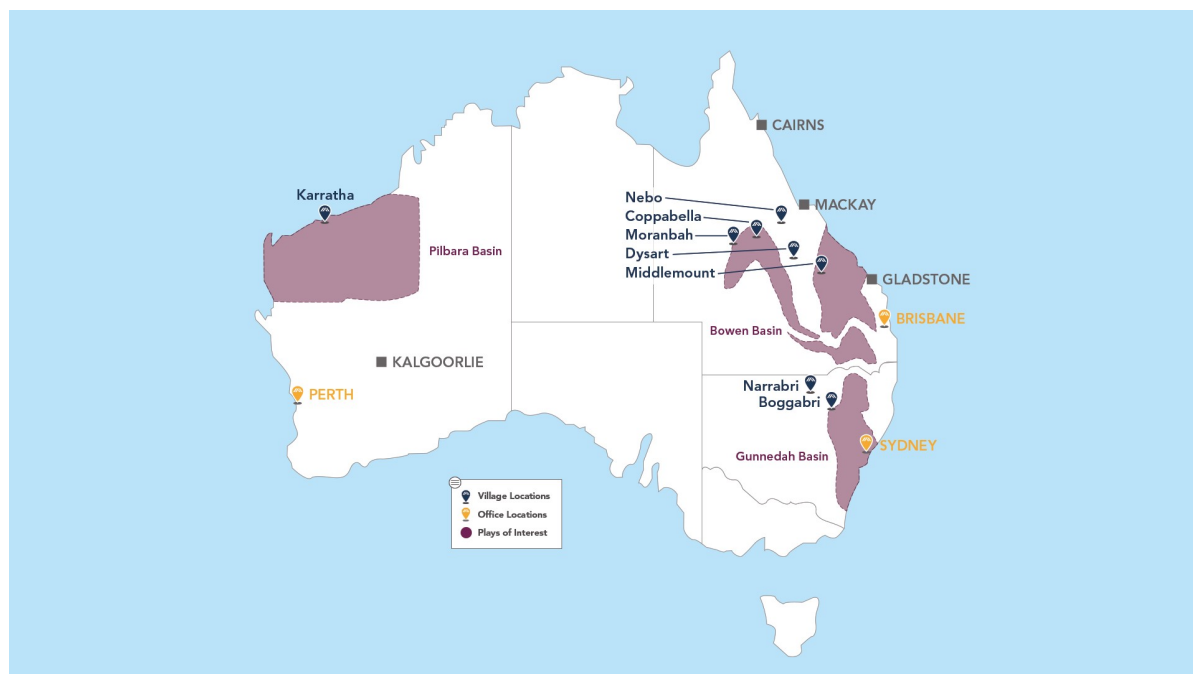 CAIRNS
Karratha
Nebo
MACKAY
Coppabella
Moranbah
Pilbara Basin
Dysart
Middlemount
GLADSTONE
BRISBANE
Bowen Basin
KALGOORLIE
Narrabri
PERTH
Boggabri
SYDNEY
Gunnedah Basin
Village Locations
Office Locations
Plays of Interest